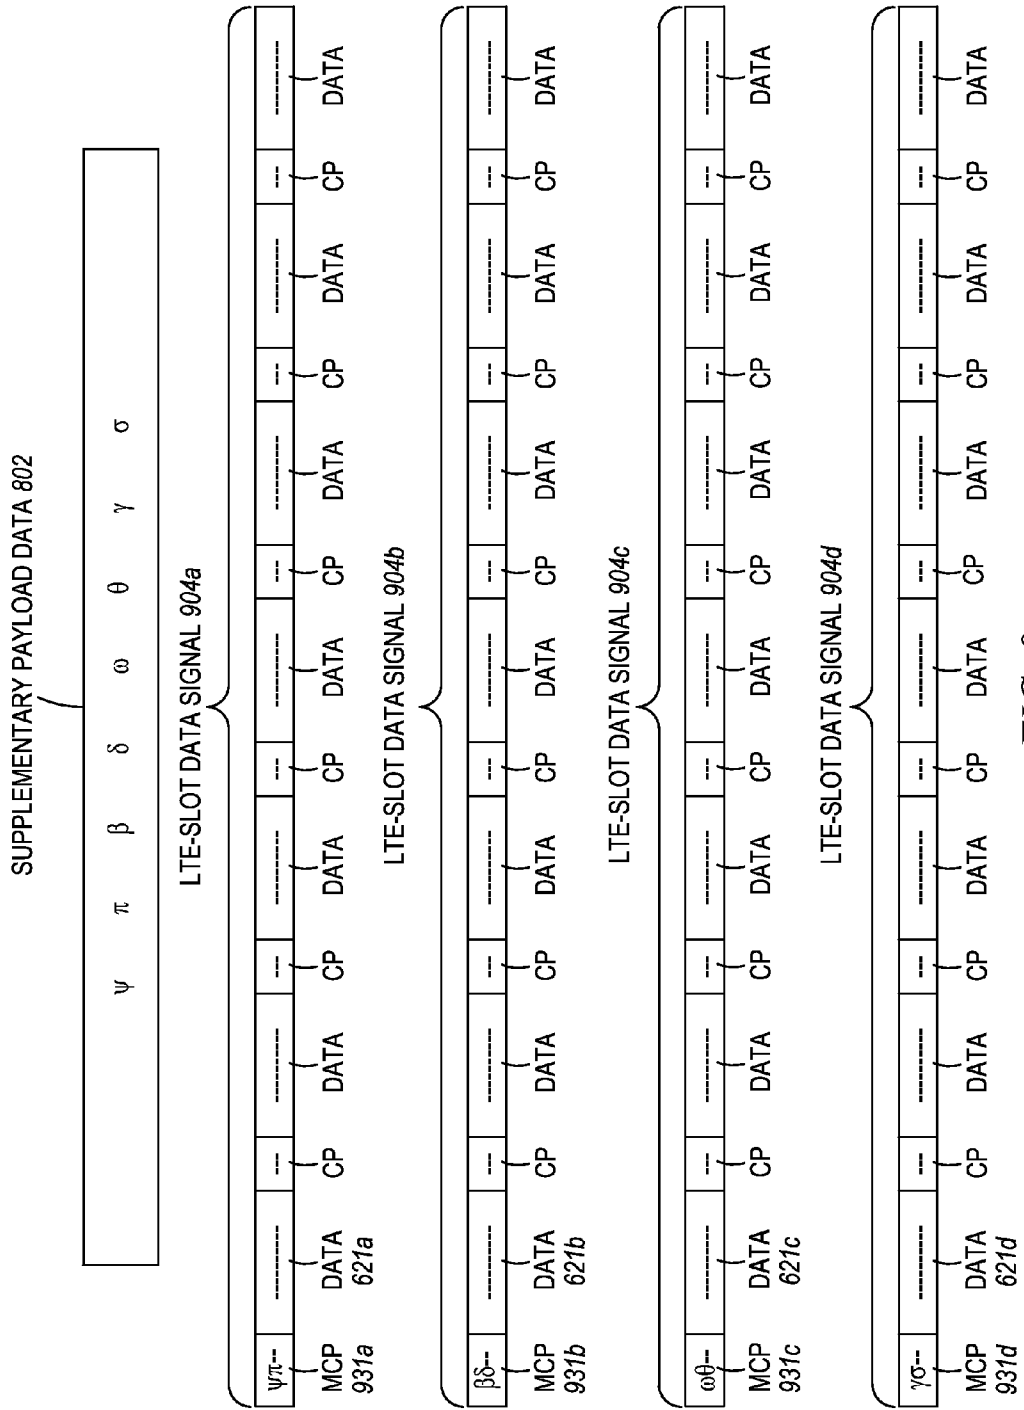 SUPPLEMENTARY PAYLOAD DATA 802
ψ π β δ ω θ γ σ
LTE-SLOT DATA SIGNAL 904a
ψπ-- ----------- --- ----------- --- ----------- --- ----------- --- ----------- --- ----------- --- -----------
MCP DATA CP DATA CP DATA CP DATA CP DATA CP DATA CP DATA
931a 621a
LTE-SLOT DATA SIGNAL 904b
βδ-- ----------- --- ----------- --- ----------- --- ----------- --- ----------- --- ----------- --- -----------
MCP DATA CP DATA CP DATA CP DATA CP DATA CP DATA CP DATA
931b 621b
LTE-SLOT DATA SIGNAL 904c
ωθ-- ----------- --- ----------- --- ----------- --- ----------- --- ----------- --- ----------- --- -----------
MCP DATA CP DATA CP DATA CP DATA CP DATA CP DATA CP DATA
931c 621c
LTE-SLOT DATA SIGNAL 904d
γσ-- ----------- --- ----------- --- ----------- --- ----------- --- ----------- --- ----------- --- -----------
MCP DATA CP DATA CP DATA CP DATA CP DATA CP DATA CP DATA
931d 621d